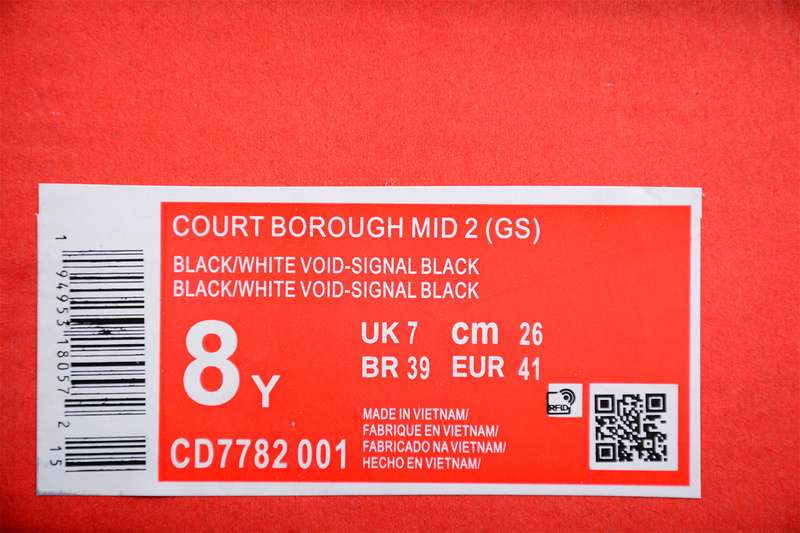 COURT BOROUGH MID 2 (GS)
BLACK/WHITE VOID-SIGNAL BLACK
BLACK/WHITE VOID-SIGNAL BLACK
8 Y
UK 7 cm 26
BR 39 EUR 41
MADE IN VIETNAM/
FABRIQUE EN VIETNAM/
FABRICADO NA VIETNAM/
HECHO EN VIETNAM/
CD7782 001
RFID
1 94953 18057 2 15